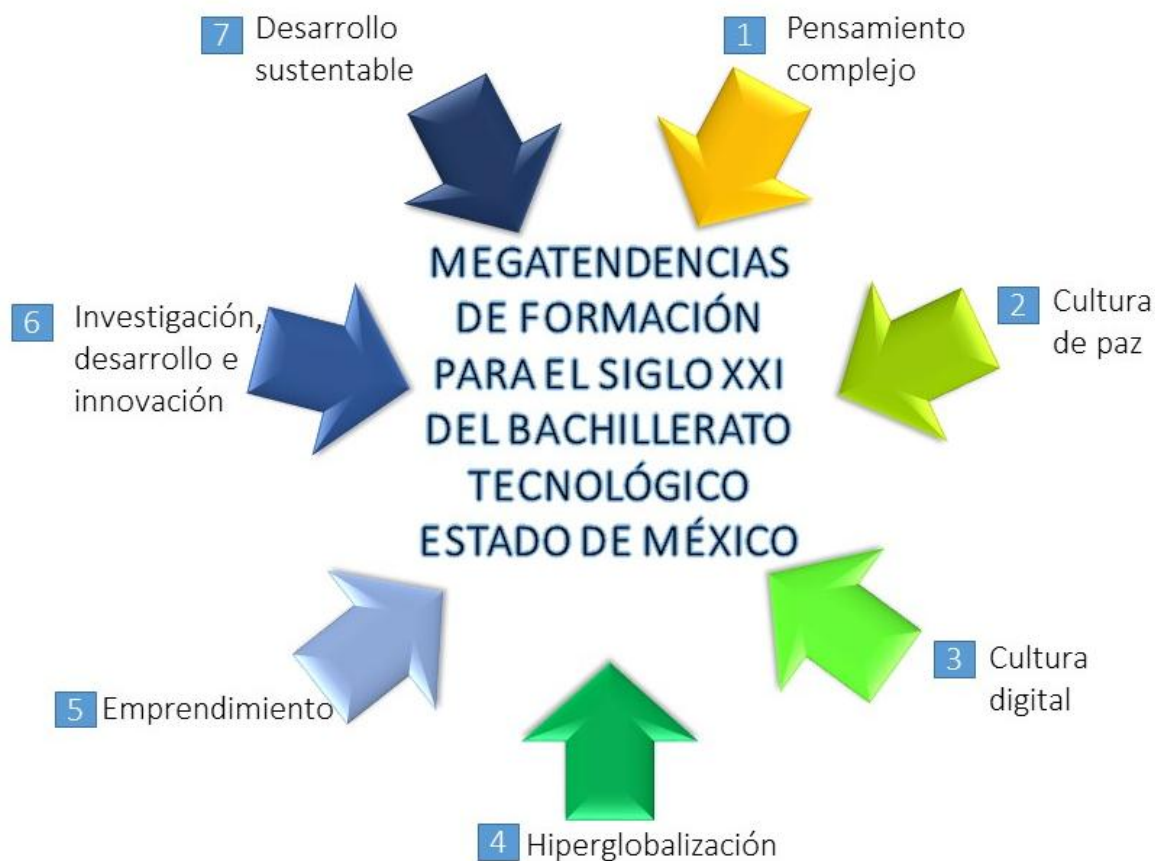 MEGATENDENCIAS
DE FORMACIÓN
PARA EL SIGLO XXI
DEL BACHILLERATO
TECNOLÓGICO
ESTADO DE MÉXICO
1 Pensamiento
complejo
2 Cultura
de paz
3 Cultura
digital
4 Hiperglobalización
5 Emprendimiento
6 Investigación,
desarrollo e
innovación
7 Desarrollo
sustentable